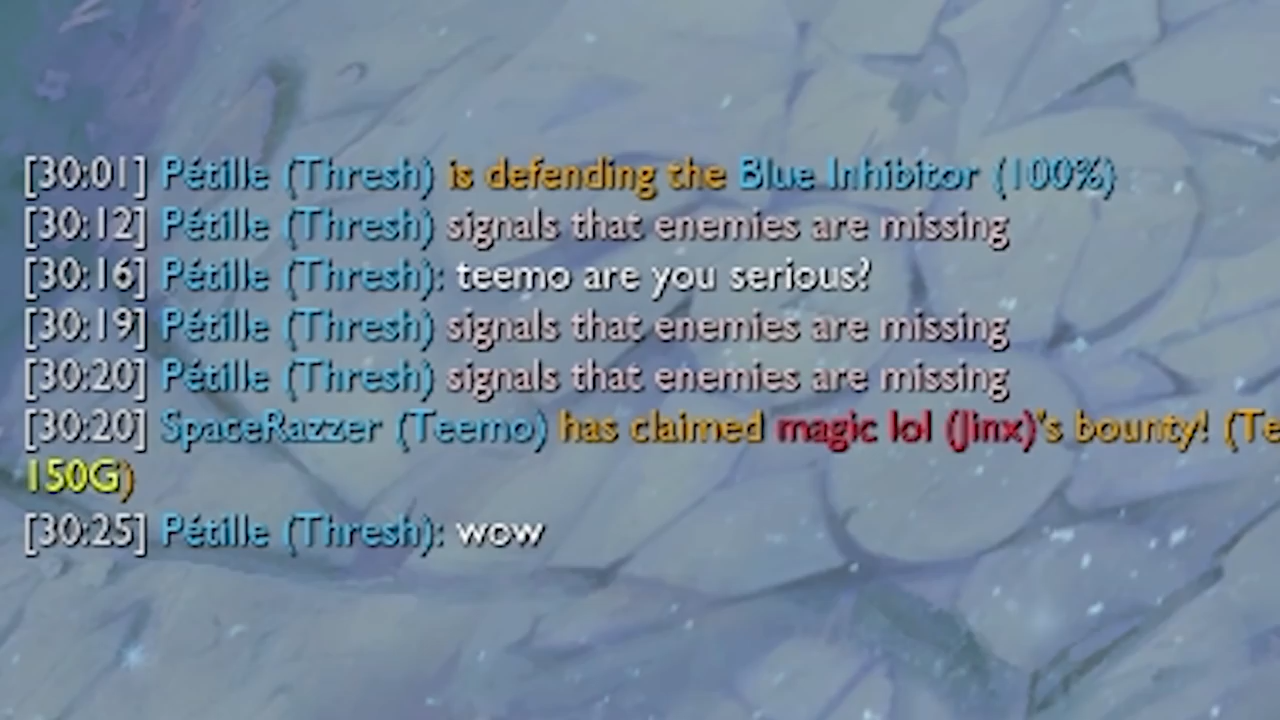 [30:01] Pétille (Thresh) is defending the Blue Inhibitor (100%)
[30:12] Pétille (Thresh) signals that enemies are missing
[30:16] Pétille (Thresh): teemo are you serious?
[30:19] Pétille (Thresh) signals that enemies are missing
[30:20] Pétille (Thresh) signals that enemies are missing
[30:20] SpaceRazzer (Teemo) has claimed magic lol (Jinx)'s bounty! (Te
150G)
[30:25] Pétille (Thresh): wow